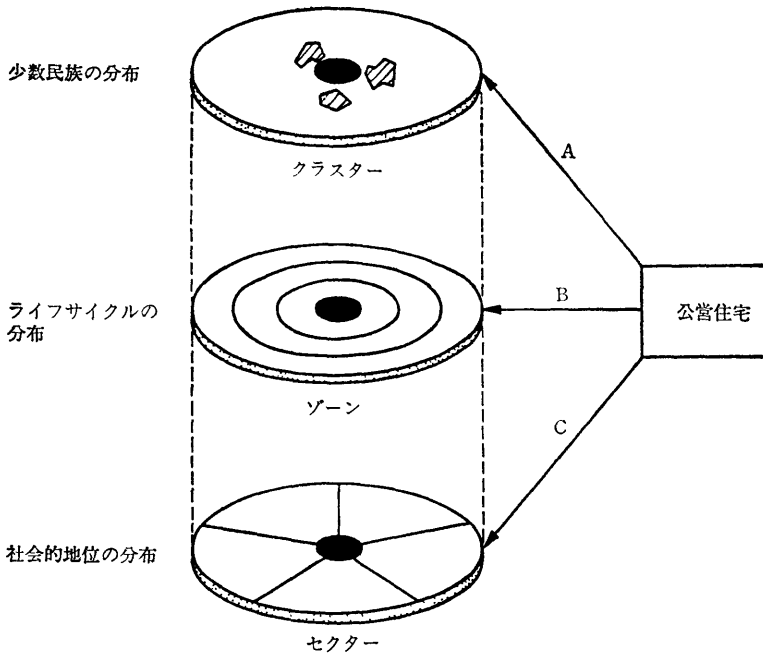 少数民族の分布
クラスター
A
ライフサイクルの
分布
ゾーン
B
公営住宅
C
社会的地位の分布
セクター